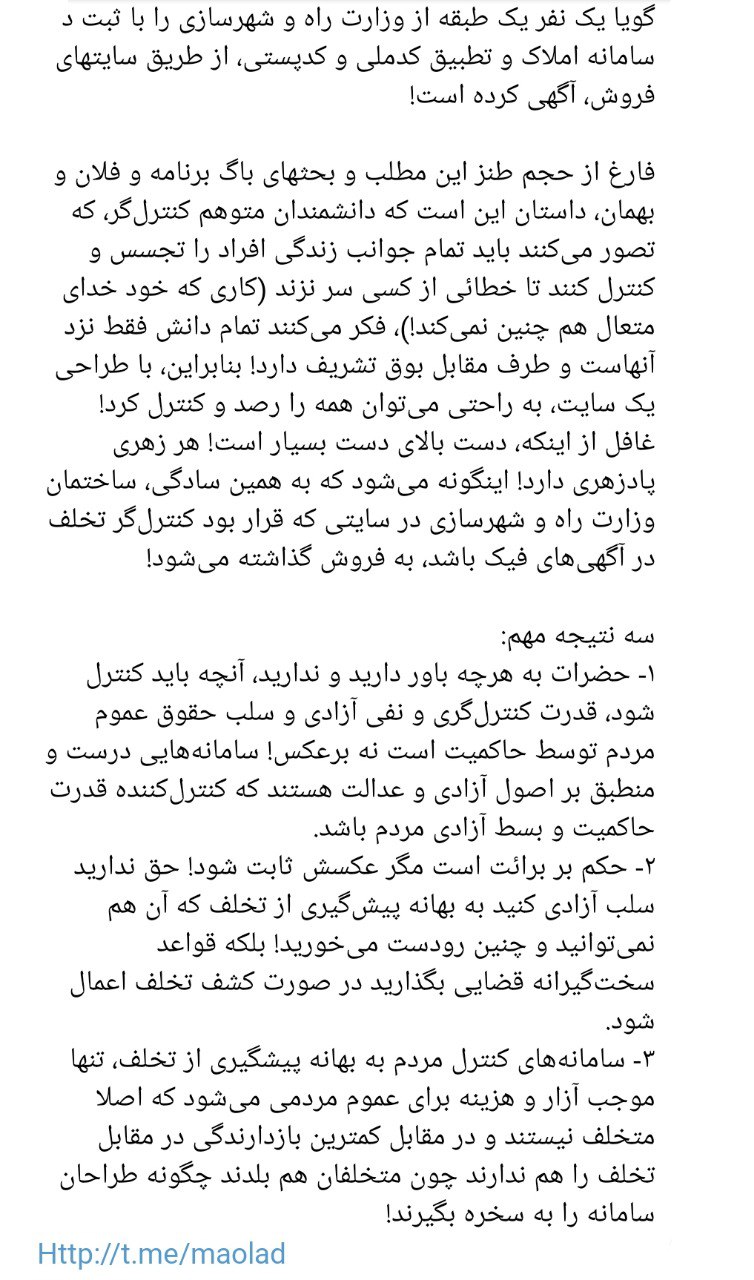 گویا یک نفر یک طبقه از وزارت راه و شهرسازی را با ثبت د
سامانه املاک و تطبیق کدملی و کدپستی، از طریق سایتهای
فروش، آگهی کرده است!
فارغ از حجم طنز این مطلب و بحثهای باگ برنامه و فلان و
بهمان، داستان این است که دانشمندان متوهم کنترل‌گر، که
تصور می‌کنند باید تمام جوانب زندگی افراد را تجسس و
کنترل کنند تا خطائی از کسی سر نزند (کاری که خود خدای
متعال هم چنین نمی‌کند!)، فکر می‌کنند تمام دانش فقط نزد
آنهاست و طرف مقابل بوق تشریف دارد! بنابراین، با طراحی
یک سایت، به راحتی می‌توان همه را رصد و کنترل کرد!
غافل از اینکه، دست بالای دست بسیار است! هر زهری
پادزهری دارد! اینگونه می‌شود که به همین سادگی، ساختمان
وزارت راه و شهرسازی در سایتی که قرار بود کنترل‌گر تخلف
در آگهی‌های فیک باشد، به فروش گذاشته می‌شود!
سه نتیجه مهم:
۱- حضرات به هرچه باور دارید و ندارید، آنچه باید کنترل
شود، قدرت کنترل‌گری و نفی آزادی و سلب حقوق عموم
مردم توسط حاکمیت است نه برعکس! سامانه‌هایی درست و
منطبق بر اصول آزادی و عدالت هستند که کنترل‌کننده قدرت
حاکمیت و بسط آزادی مردم باشد.
۲- حکم بر برائت است مگر عکسش ثابت شود! حق ندارید
سلب آزادی کنید به بهانه پیش‌گیری از تخلف که آن هم
نمی‌توانید و چنین رودست می‌خورید! بلکه قواعد
سخت‌گیرانه قضایی بگذارید در صورت کشف تخلف اعمال
شود.
۳- سامانه‌های کنترل مردم به بهانه پیشگیری از تخلف، تنها
موجب آزار و هزینه برای عموم مردمی می‌شود که اصلا
متخلف نیستند و در مقابل کمترین بازدارندگی در مقابل
تخلف را هم ندارند چون متخلفان هم بلدند چگونه طراحان
سامانه را به سخره بگیرند!
Http://t.me/maolad